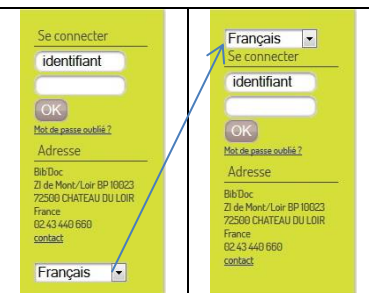 Se connecter
identifiant
OK
Mot de passe oublié ?
Adresse
Bib'Doc
ZI de Mont/Loir BP 10023
72500 CHATEAU DU LOIR
France
02 43 440 660
contact
Français
Français
Se connecter
identifiant
OK
Mot de passe oublié ?
Adresse
Bib'Doc
ZI de Mont/Loir BP 10023
72500 CHATEAU DU LOIR
France
02 43 440 660
contact